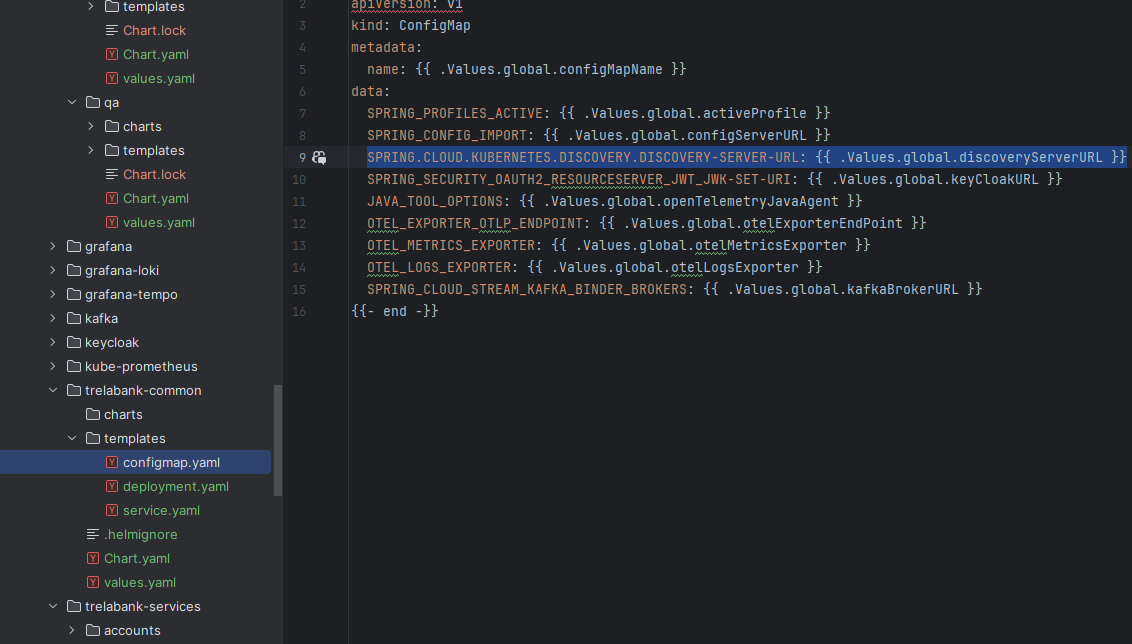 templates
Chart.lock
Chart.yaml
values.yaml
qa
charts
templates
Chart.lock
Chart.yaml
values.yaml
grafana
grafana-loki
grafana-tempo
kafka
keycloak
kube-prometheus
trelabank-common
charts
templates
configmap.yaml
deployment.yaml
service.yaml
.helmignore
Chart.yaml
values.yaml
trelabank-services
accounts
2 apiVersion: v1
3 kind: ConfigMap
4 metadata:
5 name: {{ .Values.global.configMapName }}
6 data:
7 SPRING_PROFILES_ACTIVE: {{ .Values.global.activeProfile }}
8 SPRING_CONFIG_IMPORT: {{ .Values.global.configServerURL }}
9 SPRING.CLOUD.KUBERNETES.DISCOVERY.DISCOVERY-SERVER-URL: {{ .Values.global.discoveryServerURL }}
10 SPRING_SECURITY_OAUTH2_RESOURCESERVER_JWT_JWK-SET-URI: {{ .Values.global.keyCloakURL }}
11 JAVA_TOOL_OPTIONS: {{ .Values.global.openTelemetryJavaAgent }}
12 OTEL_EXPORTER_OTLP_ENDPOINT: {{ .Values.global.otelExporterEndPoint }}
13 OTEL_METRICS_EXPORTER: {{ .Values.global.otelMetricsExporter }}
14 OTEL_LOGS_EXPORTER: {{ .Values.global.otelLogsExporter }}
15 SPRING_CLOUD_STREAM_KAFKA_BINDER_BROKERS: {{ .Values.global.kafkaBrokerURL }}
16 {{- end -}}